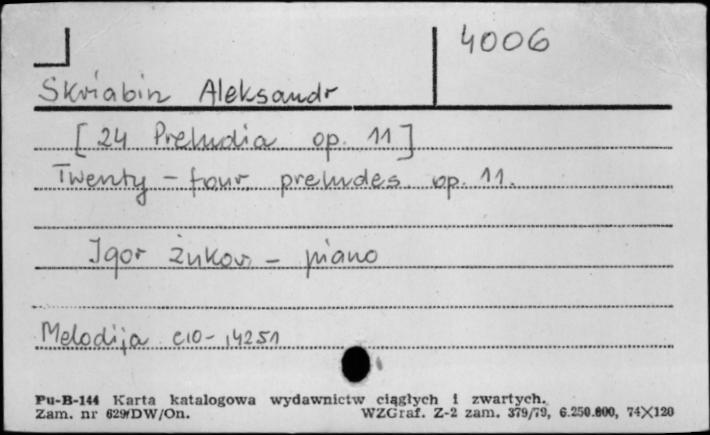 4006
Skriabin Aleksandr
[24 Preludia op. 11]
Twenty-four preludes op. 11.
Igor Żukow - piano
Melodija C10-14251
Pu-B-144 Karta katalogowa wydawnictw ciągłych i zwartych.
Zam. nr 629/DW/On. WZGraf. Z-2 zam. 379/79, 6.250.000, 74X120